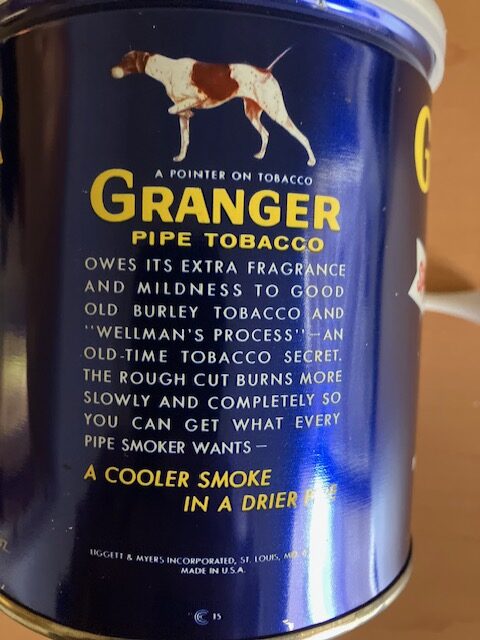 A POINTER ON TOBACCO
GRANGER
PIPE TOBACCO
OWES ITS EXTRA FRAGRANCE
AND MILDNESS TO GOOD
OLD BURLEY TOBACCO AND
"WELLMAN'S PROCESS"—AN
OLD-TIME TOBACCO SECRET.
THE ROUGH CUT BURNS MORE
SLOWLY AND COMPLETELY SO
YOU CAN GET WHAT EVERY
PIPE SMOKER WANTS—
A COOLER SMOKE
IN A DRIER
LIGGETT & MYERS INCORPORATED, ST. LOUIS,
MADE IN U.S.A.
15
G